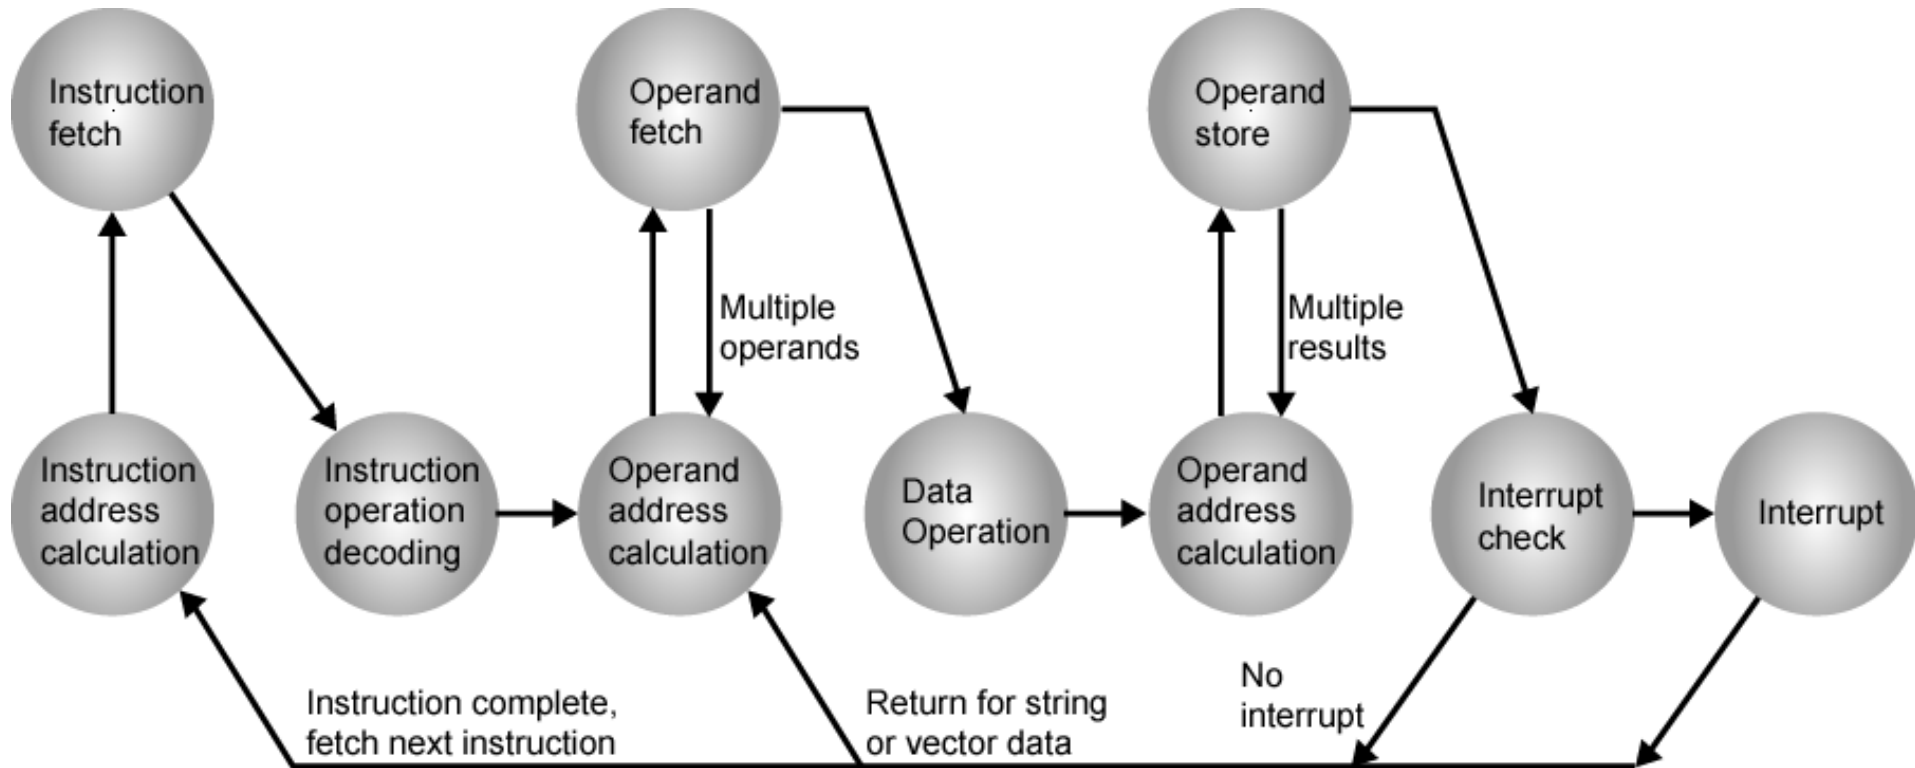 Instruction
fetch
Operand
fetch
Operand
store
Multiple
operands
Multiple
results
Instruction
address
calculation
Instruction
operation
decoding
Operand
address
calculation
Data
Operation
Operand
address
calculation
Interrupt
check
Interrupt
Instruction complete,
fetch next instruction
Return for string
or vector data
No
interrupt